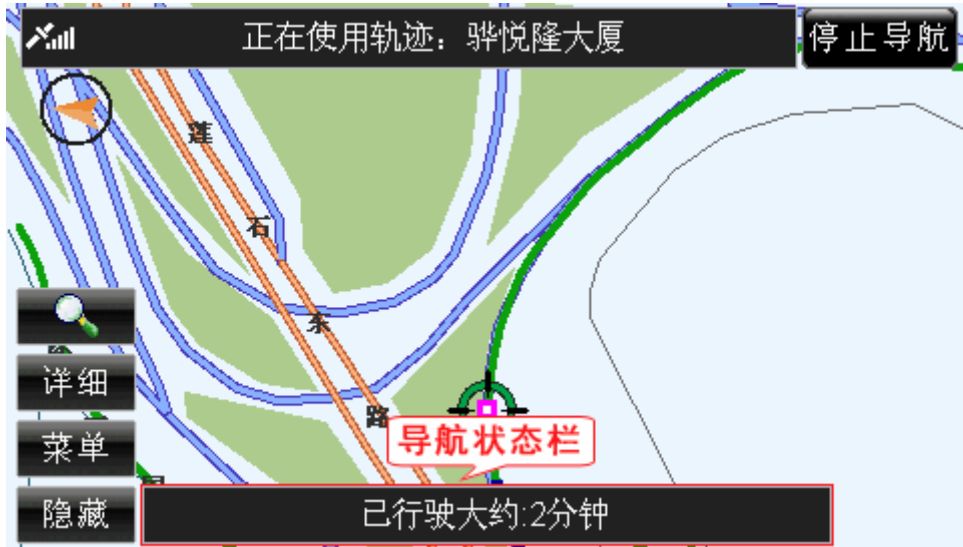 正在使用轨迹：骅悦隆大厦
停止导航
莲
石
东
路
详细
菜单
导航状态栏
隐藏
已行驶大约:2分钟